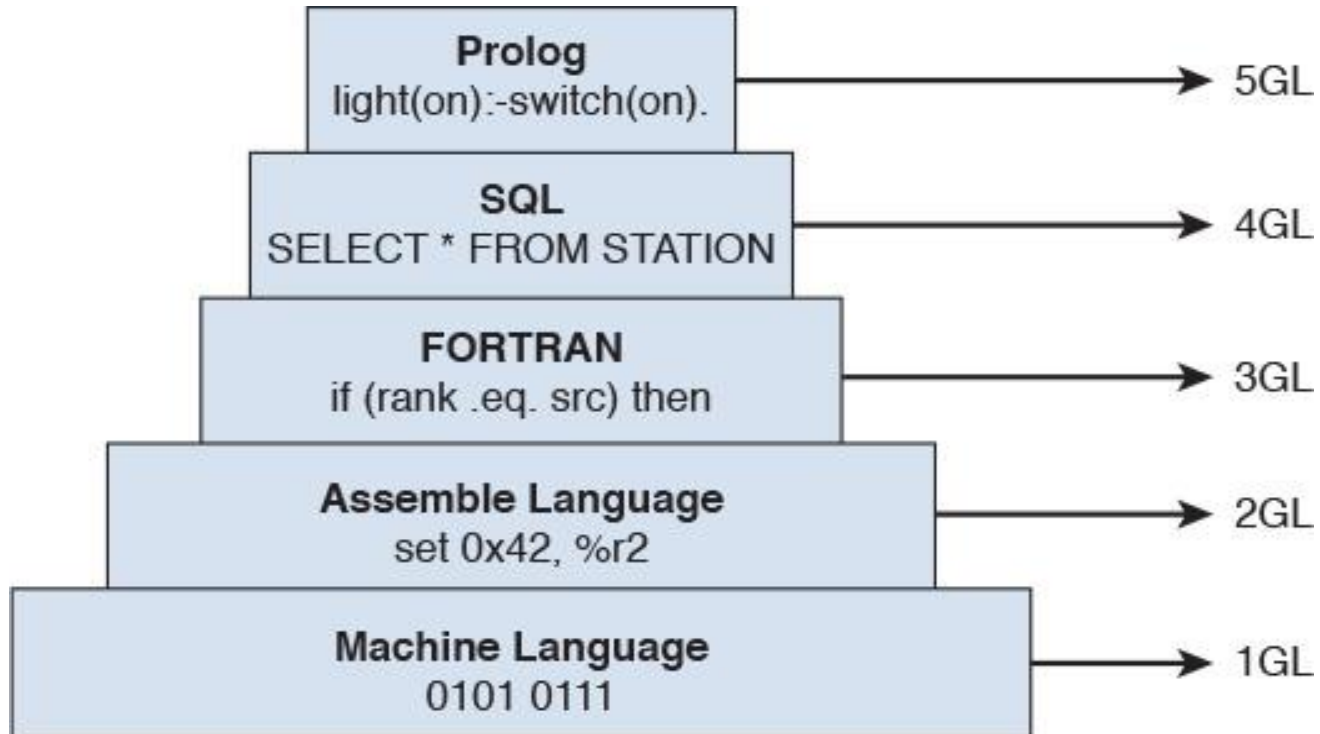 Prolog
light(on):-switch(on).
5GL
SQL
SELECT * FROM STATION
4GL
FORTRAN
if (rank .eq. src) then
3GL
Assemble Language
set 0x42, %r2
2GL
Machine Language
0101 0111
1GL